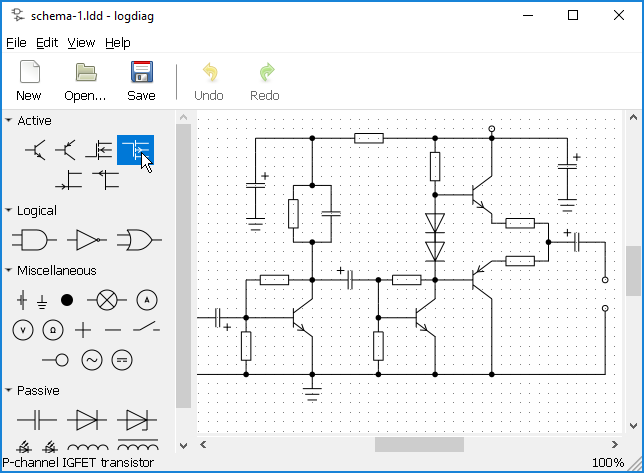 schema-1.ldd - logdiag
File Edit View Help
New Open... Save Undo Redo
Active
Logical
Miscellaneous
A
V Ω
Passive
P-channel IGFET transistor 100%